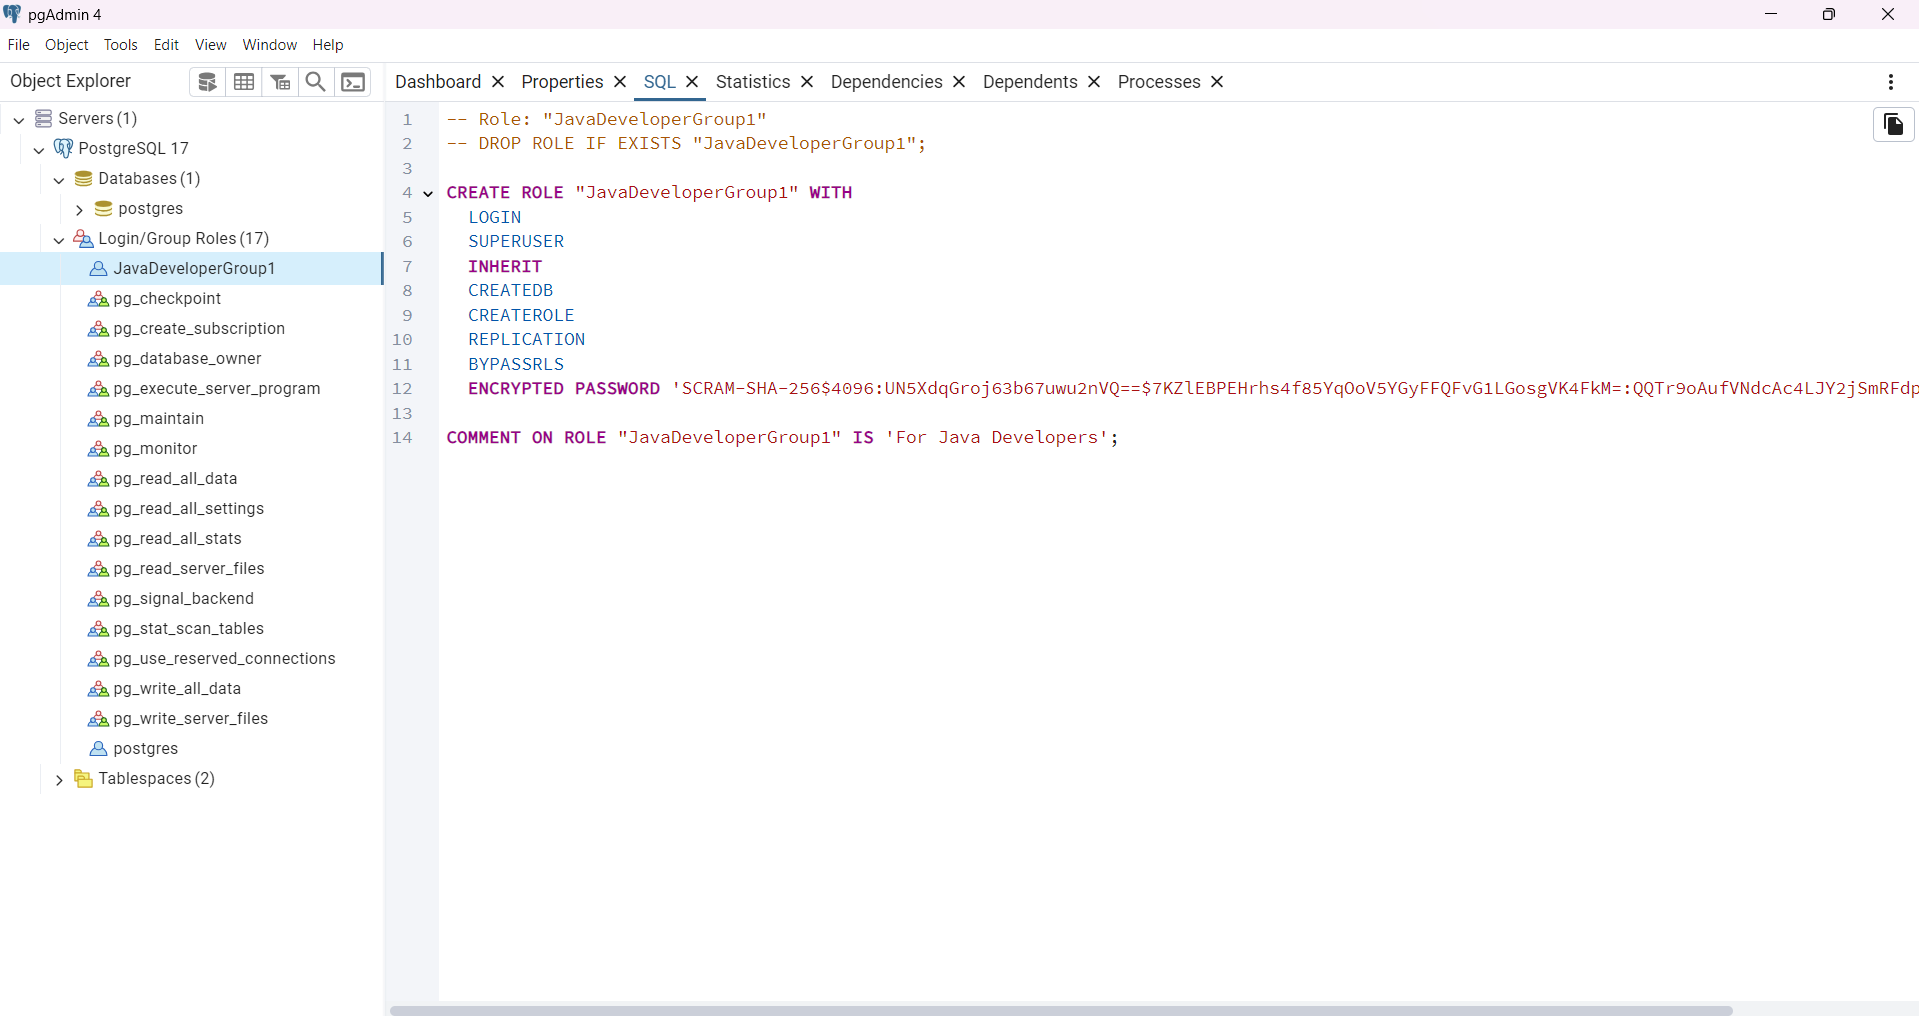 pgAdmin 4
File Object Tools Edit View Window Help
Object Explorer
Dashboard Properties SQL Statistics Dependencies Dependents Processes
Servers (1)
PostgreSQL 17
Databases (1)
postgres
Login/Group Roles (17)
JavaDeveloperGroup1
pg_checkpoint
pg_create_subscription
pg_database_owner
pg_execute_server_program
pg_maintain
pg_monitor
pg_read_all_data
pg_read_all_settings
pg_read_all_stats
pg_read_server_files
pg_signal_backend
pg_stat_scan_tables
pg_use_reserved_connections
pg_write_all_data
pg_write_server_files
postgres
Tablespaces (2)
1 -- Role: "JavaDeveloperGroup1"
2 -- DROP ROLE IF EXISTS "JavaDeveloperGroup1";
3
4 CREATE ROLE "JavaDeveloperGroup1" WITH
5 LOGIN
6 SUPERUSER
7 INHERIT
8 CREATEDB
9 CREATEROLE
10 REPLICATION
11 BYPASSRLS
12 ENCRYPTED PASSWORD 'SCRAM-SHA-256$4096:UN5XdqGroj63b67uwu2nVQ==$7KZlEBPEHrhs4f85YqOoV5YGyFFQFvG1LGosgVK4FkM=:QQTr9oAufVNdcAc4LJY2jSmRFdp
13
14 COMMENT ON ROLE "JavaDeveloperGroup1" IS 'For Java Developers';